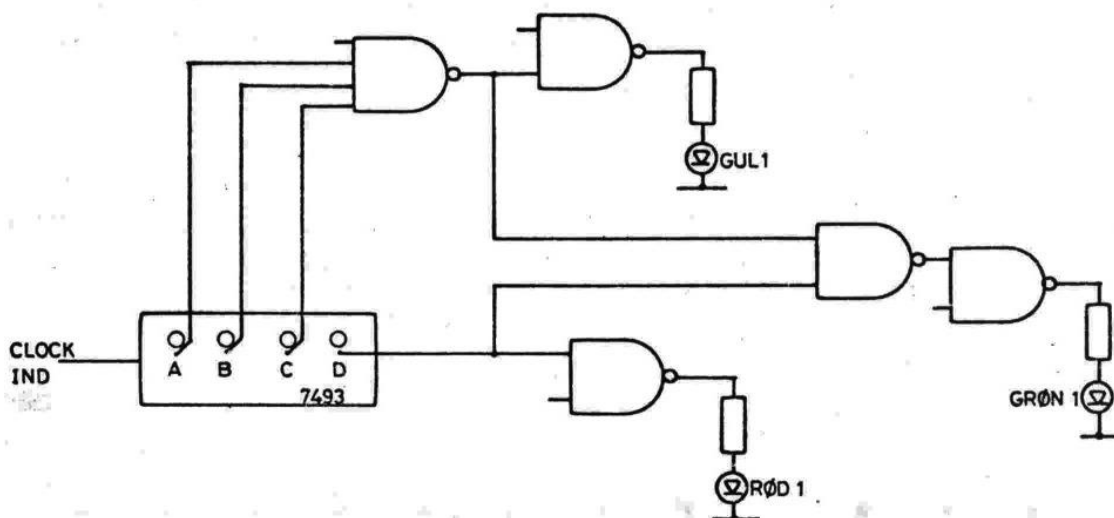 GUL1
CLOCK
IND
A B C D
7493
GRØN 1
RØD 1